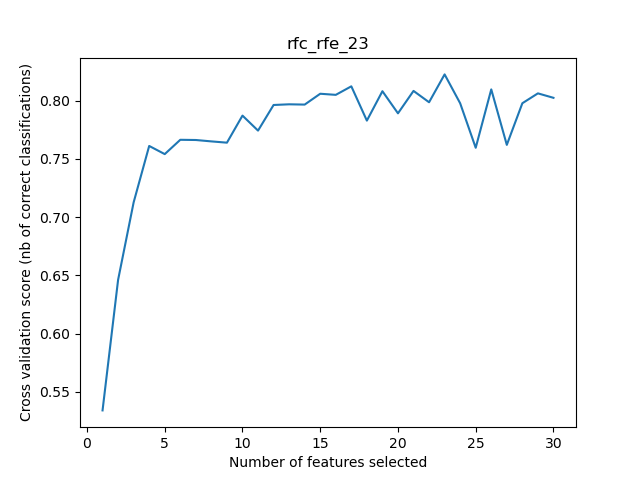 rfc_rfe_23
Cross validation score (nb of correct classifications)
0.80
0.75
0.70
0.65
0.60
0.55
0 5 10 15 20 25 30
Number of features selected